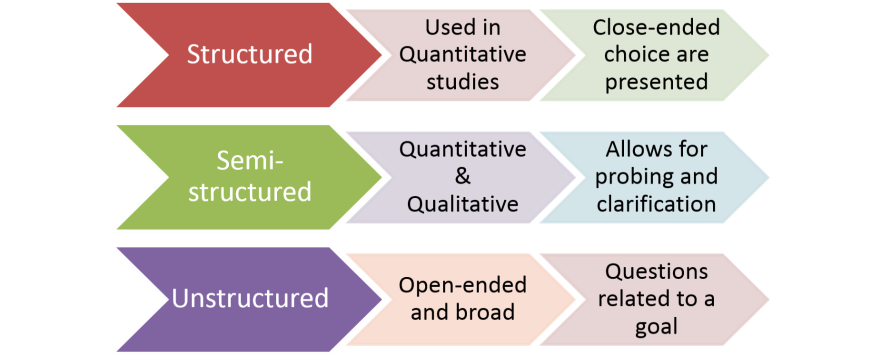 Structured
Used in
Quantitative
studies
Close-ended
choice are
presented
Semi-
structured
Quantitative
&
Qualitative
Allows for
probing and
clarification
Unstructured
Open-ended
and broad
Questions
related to a
goal